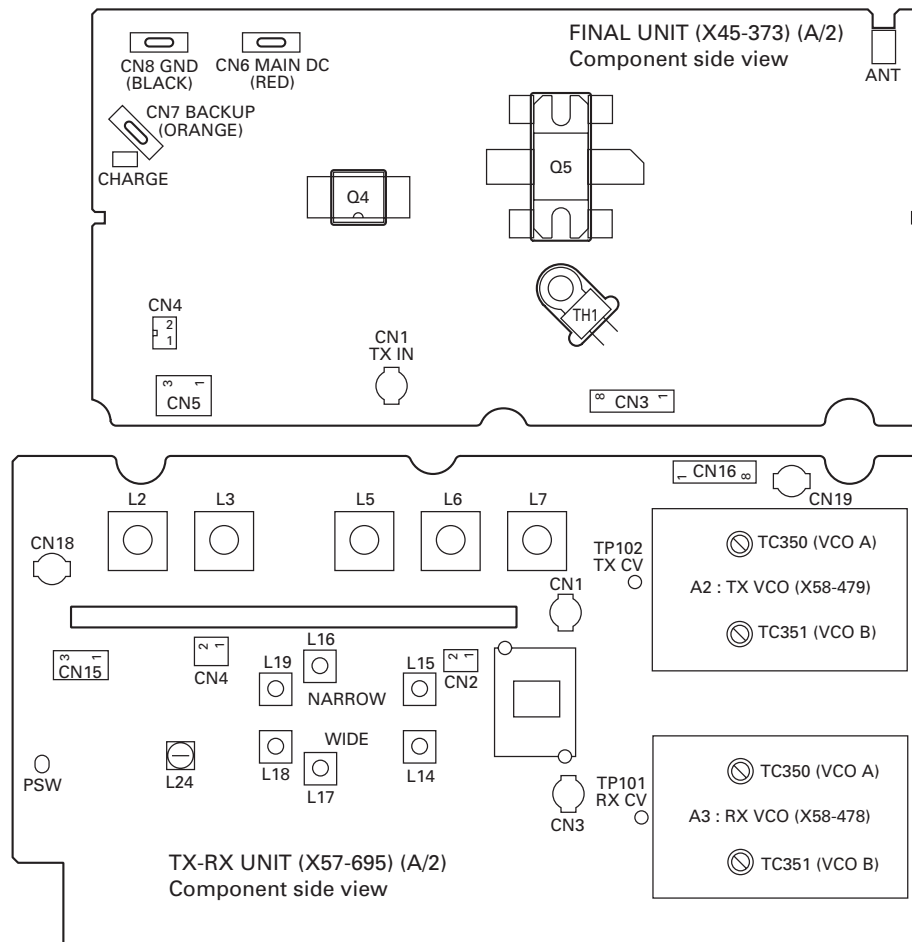 FINAL UNIT (X45-373) (A/2)
Component side view
ANT
CN8 GND
(BLACK)
CN6 MAIN DC
(RED)
CN7 BACKUP
(ORANGE)
CHARGE
Q4
Q5
TH1
CN4
2
1
CN1
TX IN
3 1
CN5
8 CN3 1
1 CN16 8
CN19
L2
L3
L5
L6
L7
CN18
TP102
TX CV
CN1
TC350 (VCO A)
A2 : TX VCO (X58-479)
TC351 (VCO B)
3 1
CN15
2 1
CN4
L16
L19
L15
2 1
CN2
NARROW
WIDE
L18
L17
L14
L24
PSW
CN3
TP101
RX CV
TC350 (VCO A)
A3 : RX VCO (X58-478)
TC351 (VCO B)
TX-RX UNIT (X57-695) (A/2)
Component side view